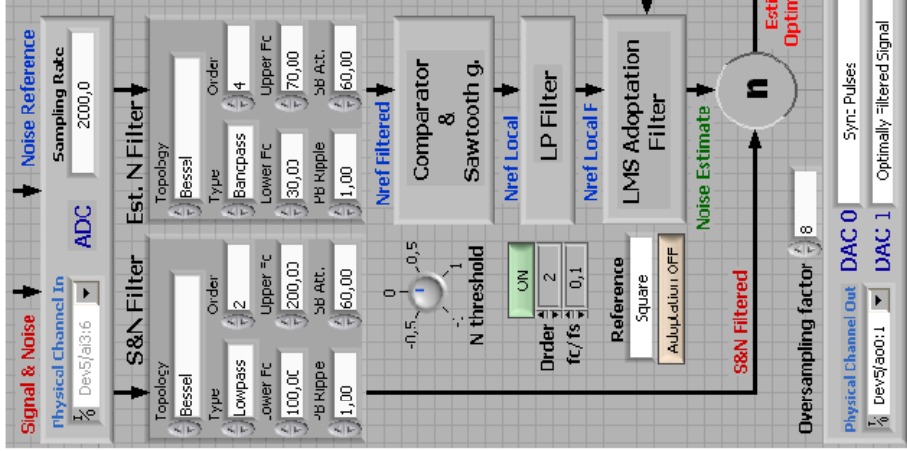 Signal & Noise
Noise Reference
Physical Channel In
Dev5/ai3:6
ADC
Sampling Rate
2000,0
S&N Filter
Est. N Filter
Topology
Bessel
Type
Order
Lowpass
2
Lower Fc
Upper Fc
100,00
200,00
PB Ripple
SB Att.
1,00
60,00
Topology
Bessel
Type
Order
Bandpass
4
Lower Fc
Upper Fc
30,00
70,00
PB Ripple
SB Att.
1,00
60,00
Nref Filtered
-0,5
0
0,5
1
N threshold
Comparator
&
Sawtooth g.
Nref Local
ON
Order
2
fc/ fs
0,1
LP Filter
Nref Local F
Reference
Square
Adaptation OFF
LMS Adoptation
Filter
Noise Estimate
S&N Filtered
n
Oversampling factor
8
Physical Channel Out
Dev5/ao0:1
DAC 0
Sync Pulses
DAC 1
Optimally Filtered Signal